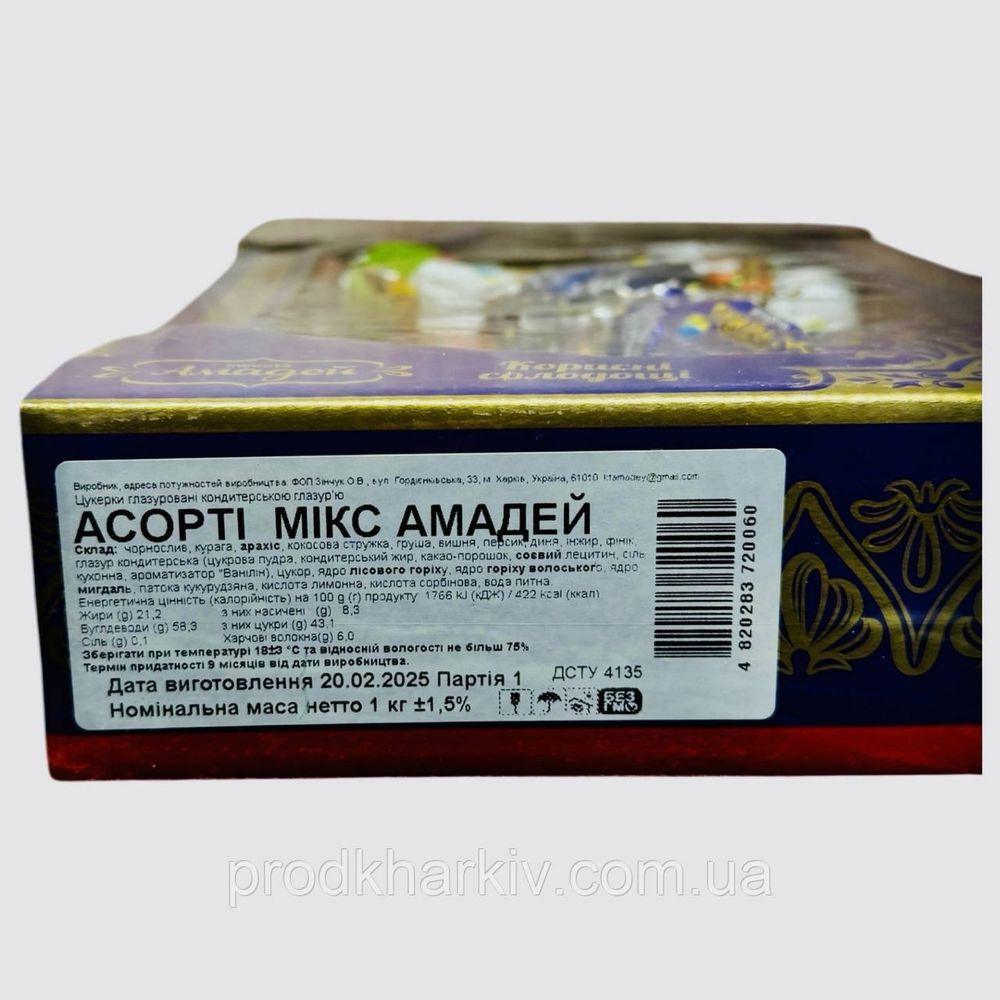 Амадей
Корисні
солодощі
Виробник, адреса потужностей виробництва: ФОП Зінчук О.В., вул. Гордієнківська, 33, м. Харків, Україна, 61010
Цукерки глазуровані кондитерською глазур'ю
АСОРТІ МІКС АМАДЕЙ
Склад: чорнослив, курага, арахіс, кокосова стружка, груша, вишня, персик, диня, інжир, фінік,
глазур кондитерська (цукрова пудра, кондитерський жир, какао-порошок, соєвий лецитин, сіль
кухонна, ароматизатор "Ванілін), цукор, ядро лісового горіху, ядро горіху волоського, ядро
мигдаль, патока кукурудзяна, кислота лимонна, кислота сорбінова, вода питна.
Енергетична цінність (калорійність) на 100 g (г) продукту 1766 kJ (кДж) / 422 kcal (ккал)
Жири (g) 21,2 з них насичені (g) 8,3
Вуглдеводи (g) 58,3 з них цукри (g) 43,1
Сіль (g) 0,1 Харчові волокна(g) 6,0
Зберігати при температурі 18±3 °С та відносній вологості не більш 75%
Термін придатності 9 місяців від дати виробництва.
Дата виготовлення 20.02.2025 Партія 1 ДСТУ 4135
Номінальна маса нетто 1 кг ±1,5% БЕЗ ГМО
4 820283 720060
prodkharkiv.com.ua